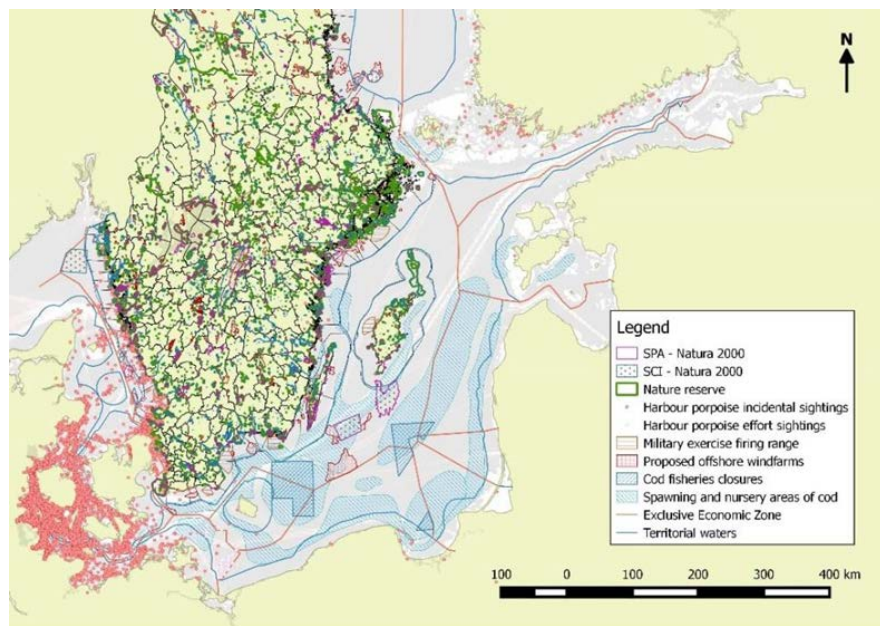 N
Legend
SPA - Natura 2000
SCI - Natura 2000
Nature reserve
Harbour porpoise incidental sightings
Harbour porpoise effort sightings
Military exercise firing range
Proposed offshore windfarms
Cod fisheries closures
Spawning and nursery areas of cod
Exclusive Economic Zone
Territorial waters
100 0 100 200 300 400 km